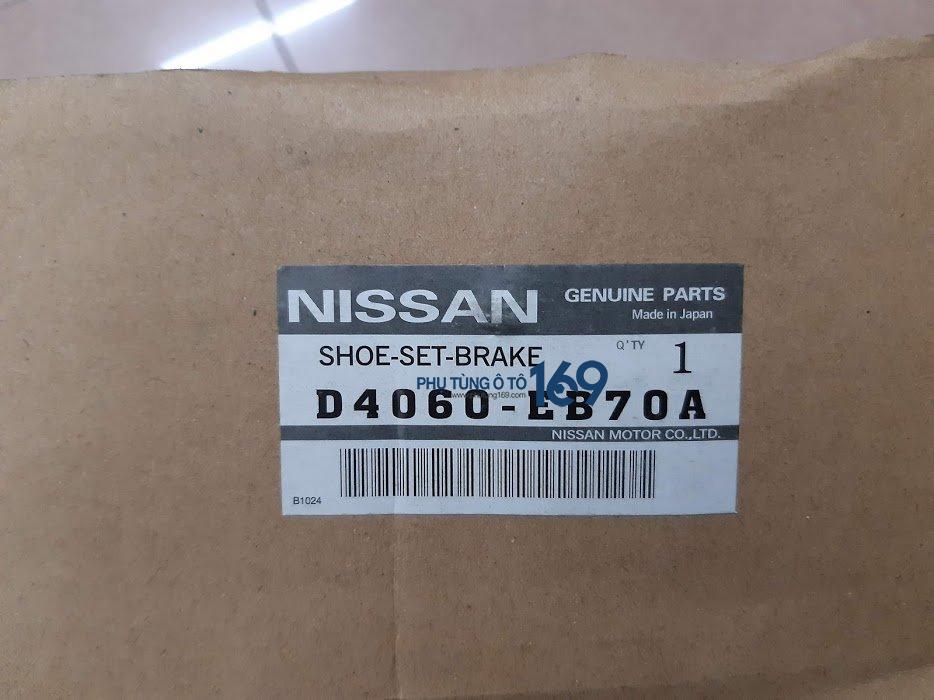 NISSAN GENUINE PARTS
Made in Japan
SHOE-SET-BRAKE Q'TY 1
PHỤ TÙNG Ô TÔ 169
D4060-EB70A
NISSAN MOTOR CO.,LTD.
B1024